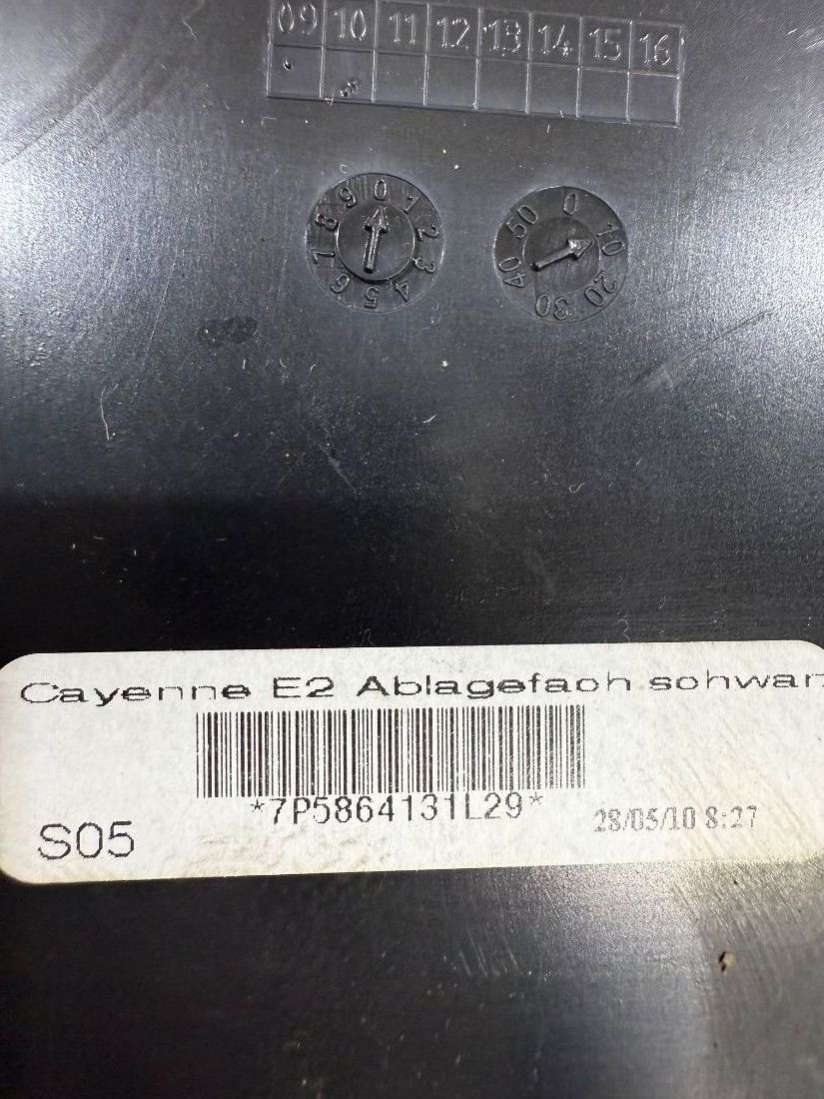 09 10 11 12 13 14 15 16
0 1 2 3 4 5 6 7 8 9
0 10 20 30 40 50
Cayenne E2 Ablagefach schwar
*7P5864131L29*
28/05/10 8:27
S05